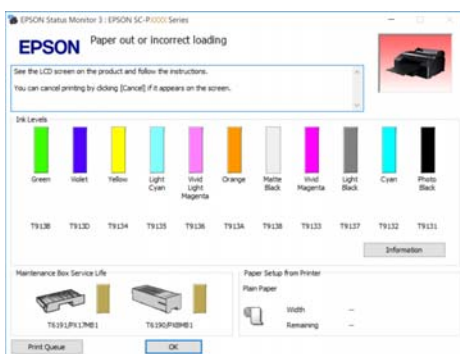 EPSON Status Monitor 3 : EPSON SC-PXXXX Series
EPSON
Paper out or incorrect loading
See the LCD screen on the product and follow the instructions.
You can cancel printing by clicking [Cancel] if it appears on the screen.
Ink Levels
Green Violet Yellow Light Cyan Vivid Light Magenta Orange Matte Black Vivid Magenta Light Black Cyan Photo Black
T913B T913D T9134 T9135 T9136 T913A T9138 T9133 T9137 T9132 T9131
Information
Maintenance Box Service Life
T6191/PX17MB1 T6190/PX9MB1
Paper Setup from Printer
Plain Paper
Width --
Remaining --
Print Queue OK